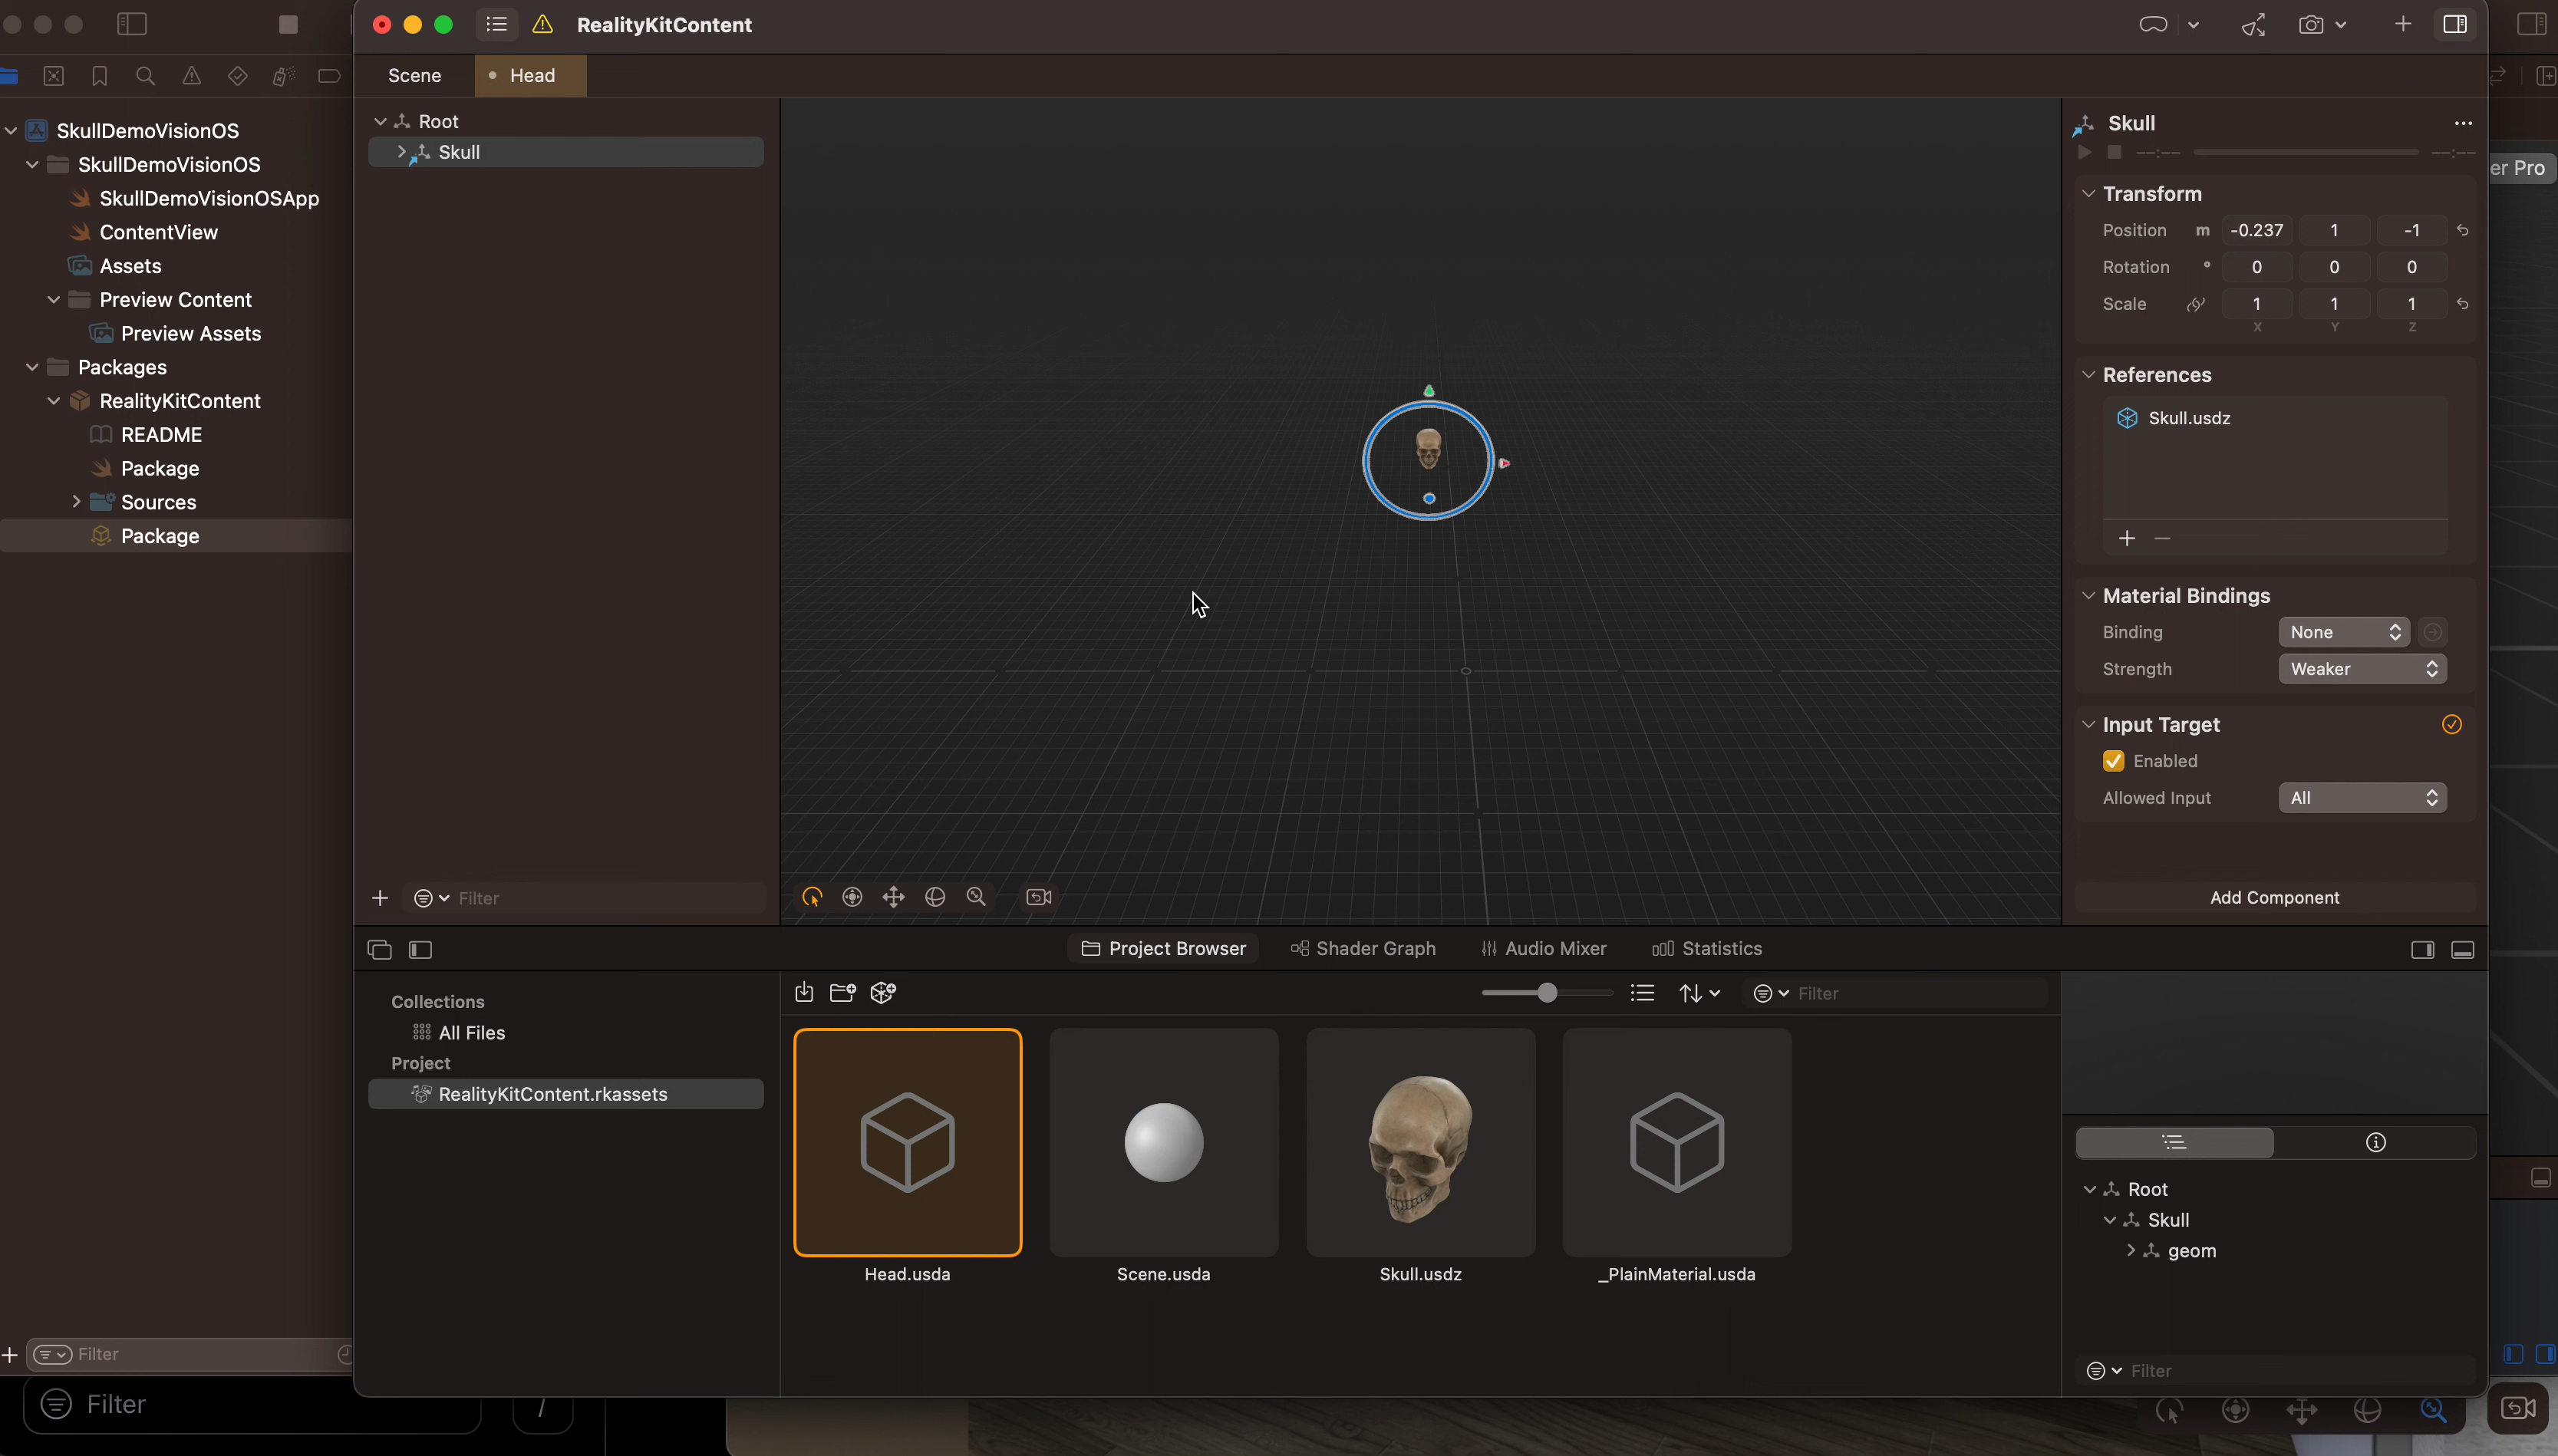 RealityKitContent
Scene
Head
SkullDemoVisionOS
SkullDemoVisionOS
SkullDemoVisionOSApp
ContentView
Assets
Preview Content
Preview Assets
Packages
RealityKitContent
README
Package
Sources
Package
Filter
Filter
Root
Skull
Filter
Skull
--:--
--:--
Transform
Position m -0.237 1 -1
Rotation ° 0 0 0
Scale 1 1 1
X Y Z
References
Skull.usdz
Material Bindings
Binding None
Strength Weaker
Input Target
Enabled
Allowed Input All
Add Component
er Pro
Project Browser
Shader Graph
Audio Mixer
Statistics
Collections
All Files
Project
RealityKitContent.rkassets
Filter
Head.usda
Scene.usda
Skull.usdz
_PlainMaterial.usda
Root
Skull
geom
Filter